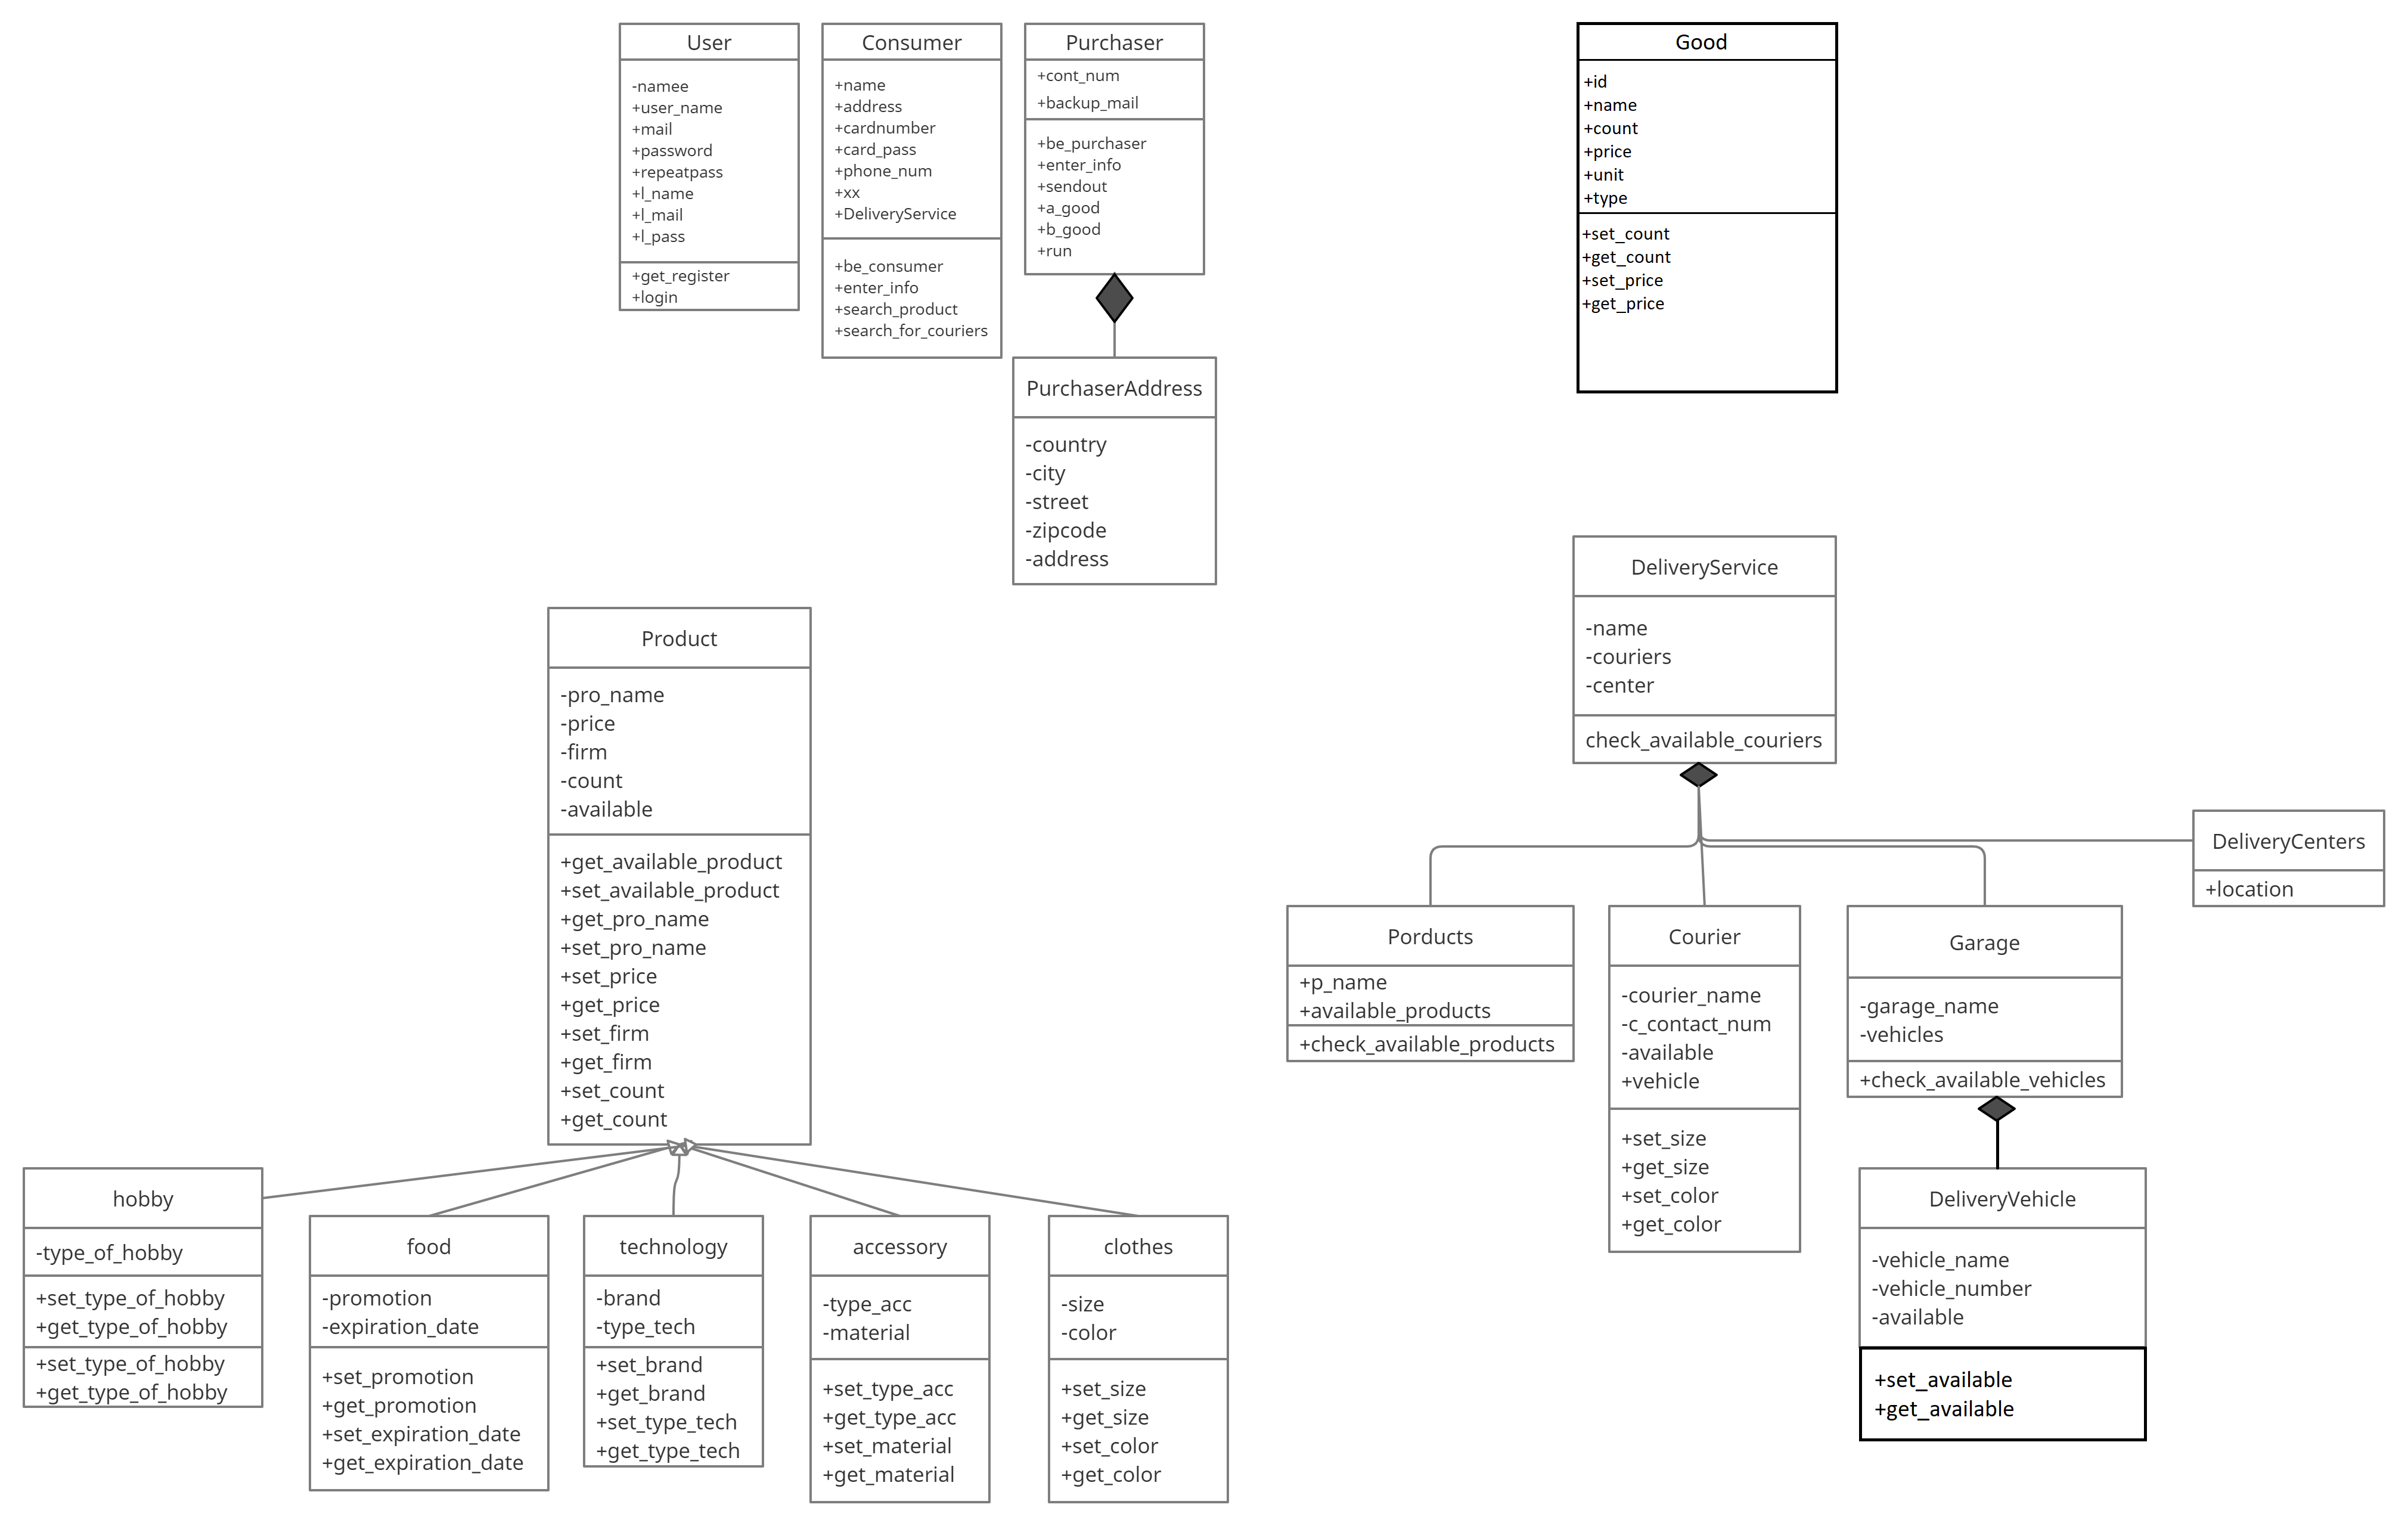 User
-namee
+user_name
+mail
+password
+repeatpass
+l_name
+l_mail
+l_pass
+get_register
+login
Consumer
+name
+address
+cardnumber
+card_pass
+phone_num
+xx
+DeliveryService
+be_consumer
+enter_info
+search_product
+search_for_couriers
Purchaser
+cont_num
+backup_mail
+be_purchaser
+enter_info
+sendout
+a_good
+b_good
+run
PurchaserAddress
-country
-city
-street
-zipcode
-address
Good
+id
+name
+count
+price
+unit
+type
+set_count
+get_count
+set_price
+get_price
Product
-pro_name
-price
-firm
-count
-available
+get_available_product
+set_available_product
+get_pro_name
+set_pro_name
+set_price
+get_price
+set_firm
+get_firm
+set_count
+get_count
hobby
-type_of_hobby
+set_type_of_hobby
+get_type_of_hobby
+set_type_of_hobby
+get_type_of_hobby
food
-promotion
-expiration_date
+set_promotion
+get_promotion
+set_expiration_date
+get_expiration_date
technology
-brand
-type_tech
+set_brand
+get_brand
+set_type_tech
+get_type_tech
accessory
-type_acc
-material
+set_type_acc
+get_type_acc
+set_material
+get_material
clothes
-size
-color
+set_size
+get_size
+set_color
+get_color
DeliveryService
-name
-couriers
-center
check_available_couriers
DeliveryCenters
+location
Porducts
+p_name
+available_products
+check_available_products
Courier
-courier_name
-c_contact_num
-available
+vehicle
+set_size
+get_size
+set_color
+get_color
Garage
-garage_name
-vehicles
+check_available_vehicles
DeliveryVehicle
-vehicle_name
-vehicle_number
-available
+set_available
+get_available